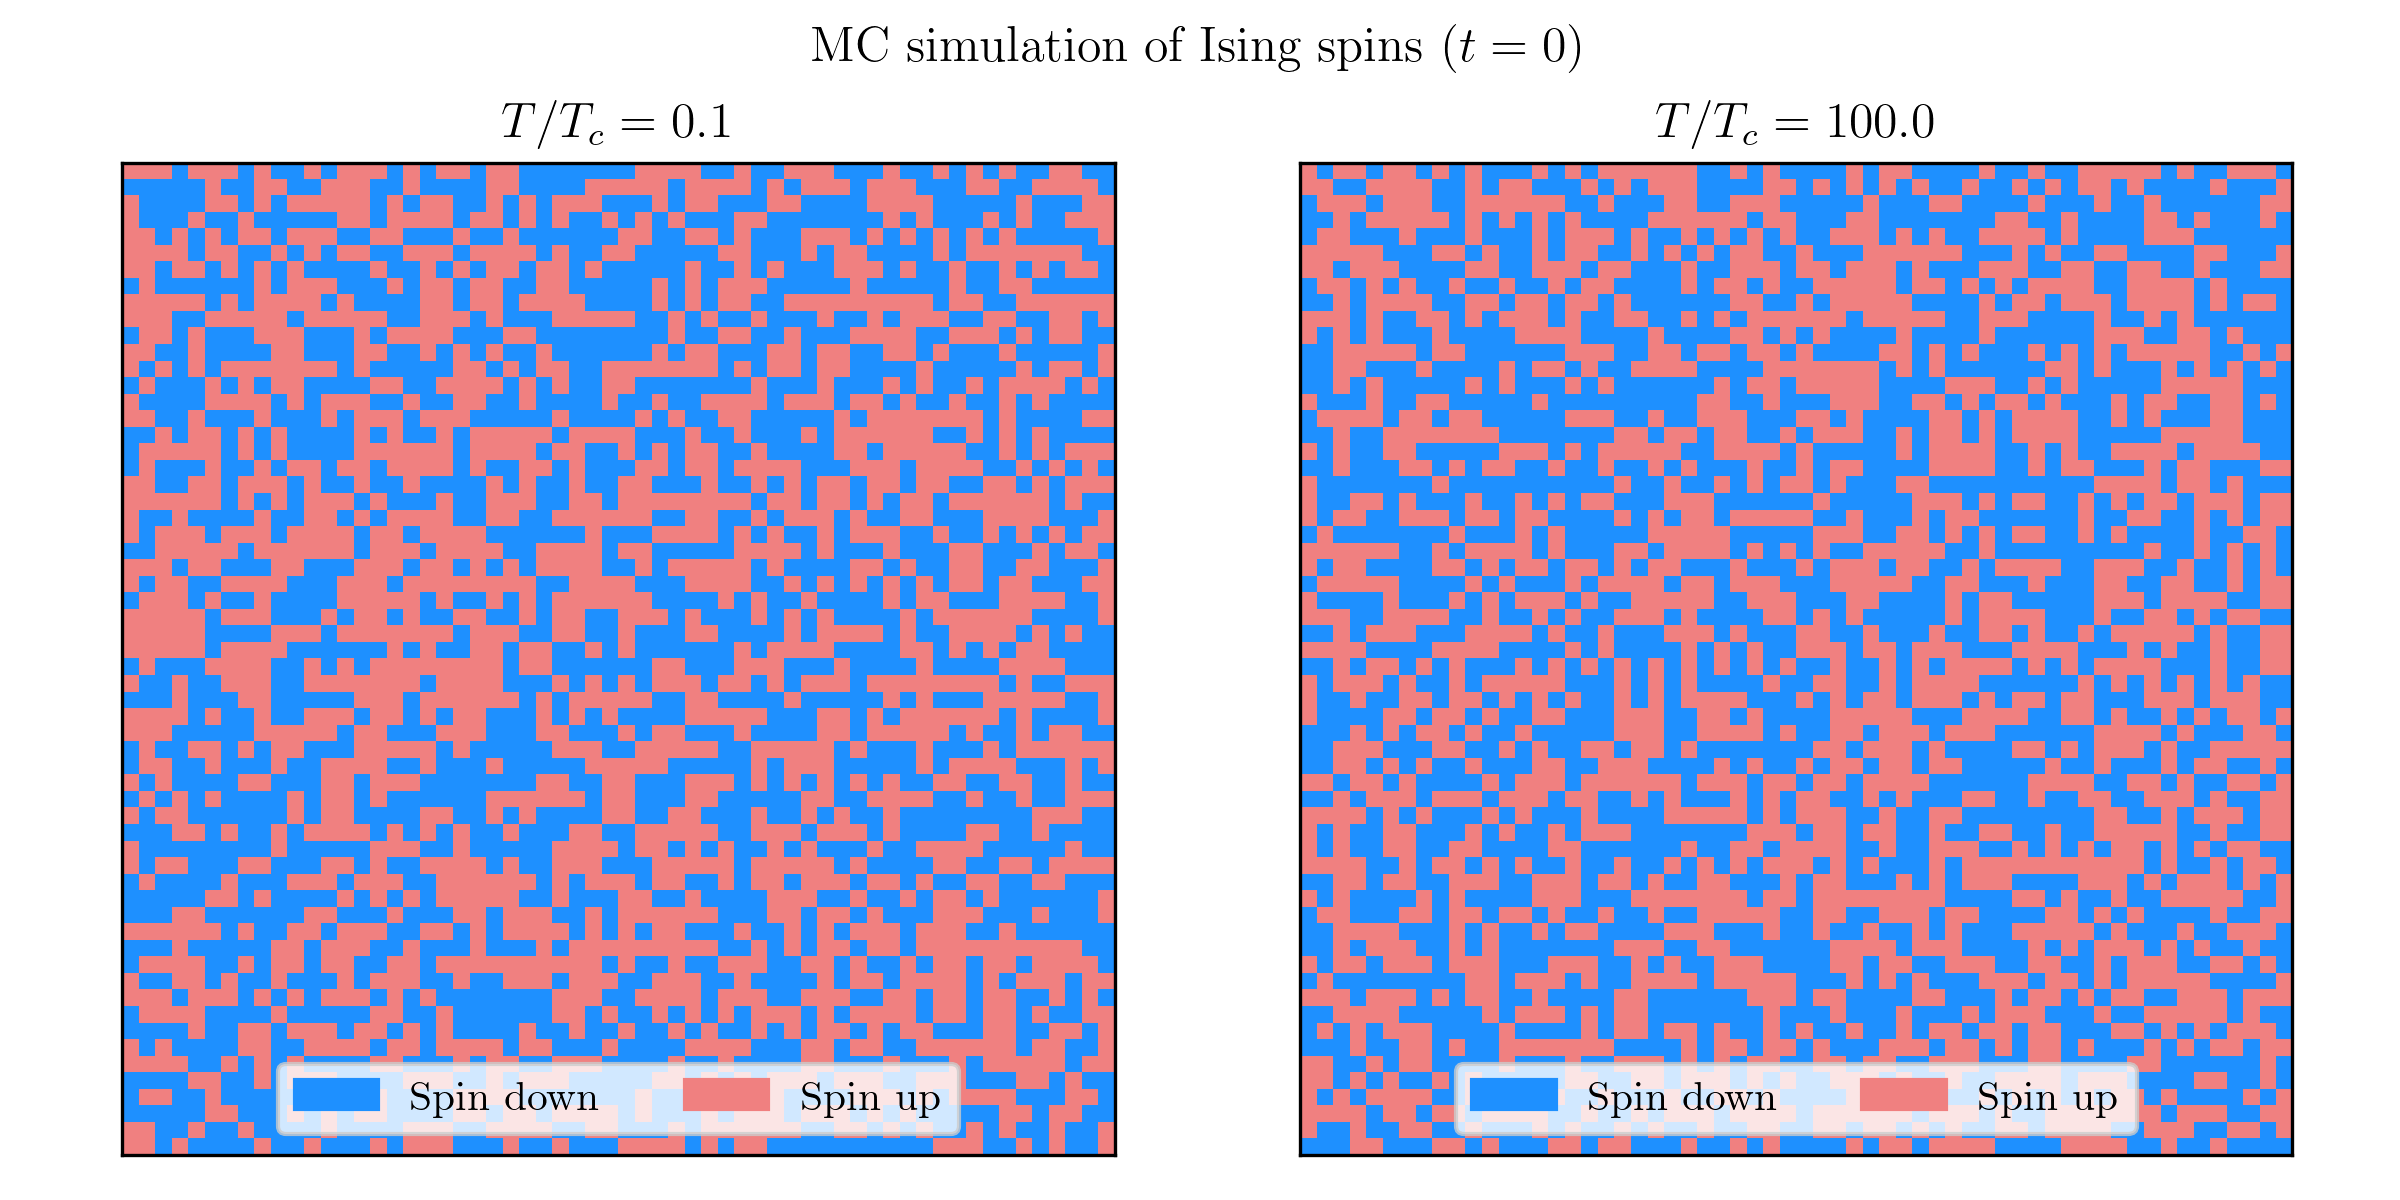 MC simulation of Ising spins (t = 0)
T/T_c = 0.1
T/T_c = 100.0
Spin down Spin up
Spin down Spin up